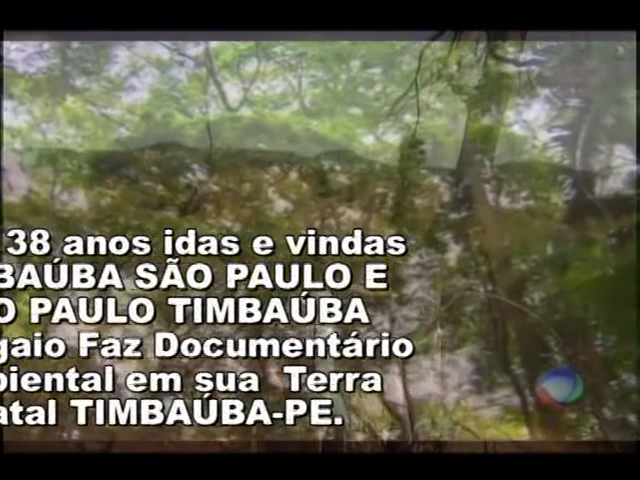 38 anos idas e vindas
BAÚBA SÃO PAULO E
O PAULO TIMBAÚBA
gaio Faz Documentário
biental em sua Terra
atal TIMBAÚBA-PE.